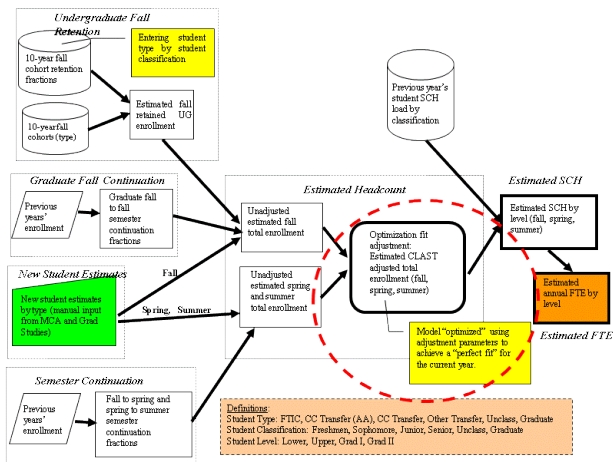 Undergraduate Fall
Retention
10-year fall
cohort retention
fractions
Entering student
type by student
classification
10-year fall
cohorts (type)
Estimated fall
retained UG
enrollment
Previous year's
student SCH
load by
classification
Graduate Fall Continuation
Previous
years'
enrollment
Graduate fall
to fall
semester
continuation
fractions
Estimated Headcount
Unadjusted
estimated fall
total enrollment
Unadjusted
estimated spring
and summer
total enrollment
Optimization fit
adjustment:
Estimated CLAST
adjusted total
enrollment (fall,
spring, summer)
Model "optimized" using
adjustment parameters to
achieve a "perfect fit" for
the current year.
Estimated SCH
Estimated SCH by
level (fall, spring,
summer)
Estimated
annual FTE by
level
Estimated FTE
New Student Estimates
New student estimates
by type (manual input
from MCA and Grad
Studies)
Fall
Spring, Summer
Semester Continuation
Previous
years'
enrollment
Fall to spring and
spring to summer
semester
continuation
fractions
Definitions:
Student Type: FTIC, CC Transfer (AA), CC Transfer, Other Transfer, Unclass, Graduate
Student Classification: Freshmen, Sophomore, Junior, Senior, Unclass, Graduate
Student Level: Lower, Upper, Grad I, Grad II